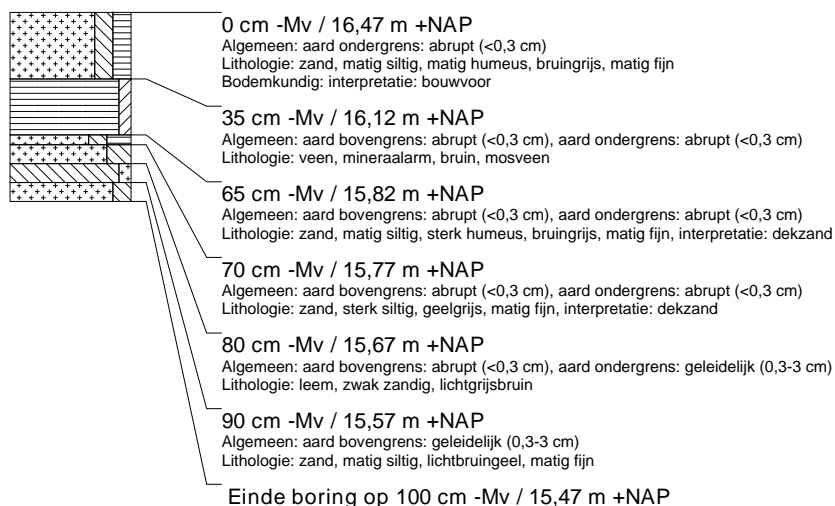 0 cm -Mv / 16,47 m +NAP
Algemeen: aard ondergrens: abrupt (<0,3 cm)
Lithologie: zand, matig siltig, matig humeus, bruingrijs, matig fijn
Bodemkundig: interpretatie: bouwvoor
35 cm -Mv / 16,12 m +NAP
Algemeen: aard bovengrens: abrupt (<0,3 cm), aard ondergrens: abrupt (<0,3 cm)
Lithologie: veen, mineraalarm, bruin, mosveen
65 cm -Mv / 15,82 m +NAP
Algemeen: aard bovengrens: abrupt (<0,3 cm), aard ondergrens: abrupt (<0,3 cm)
Lithologie: zand, matig siltig, sterk humeus, bruingrijs, matig fijn, interpretatie: dekzand
70 cm -Mv / 15,77 m +NAP
Algemeen: aard bovengrens: abrupt (<0,3 cm), aard ondergrens: abrupt (<0,3 cm)
Lithologie: zand, sterk siltig, geelgrijs, matig fijn, interpretatie: dekzand
80 cm -Mv / 15,67 m +NAP
Algemeen: aard bovengrens: abrupt (<0,3 cm), aard ondergrens: geleidelijk (0,3-3 cm)
Lithologie: leem, zwak zandig, lichtgrijsbruin
90 cm -Mv / 15,57 m +NAP
Algemeen: aard bovengrens: geleidelijk (0,3-3 cm)
Lithologie: zand, matig siltig, lichtbruingeel, matig fijn
Einde boring op 100 cm -Mv / 15,47 m +NAP